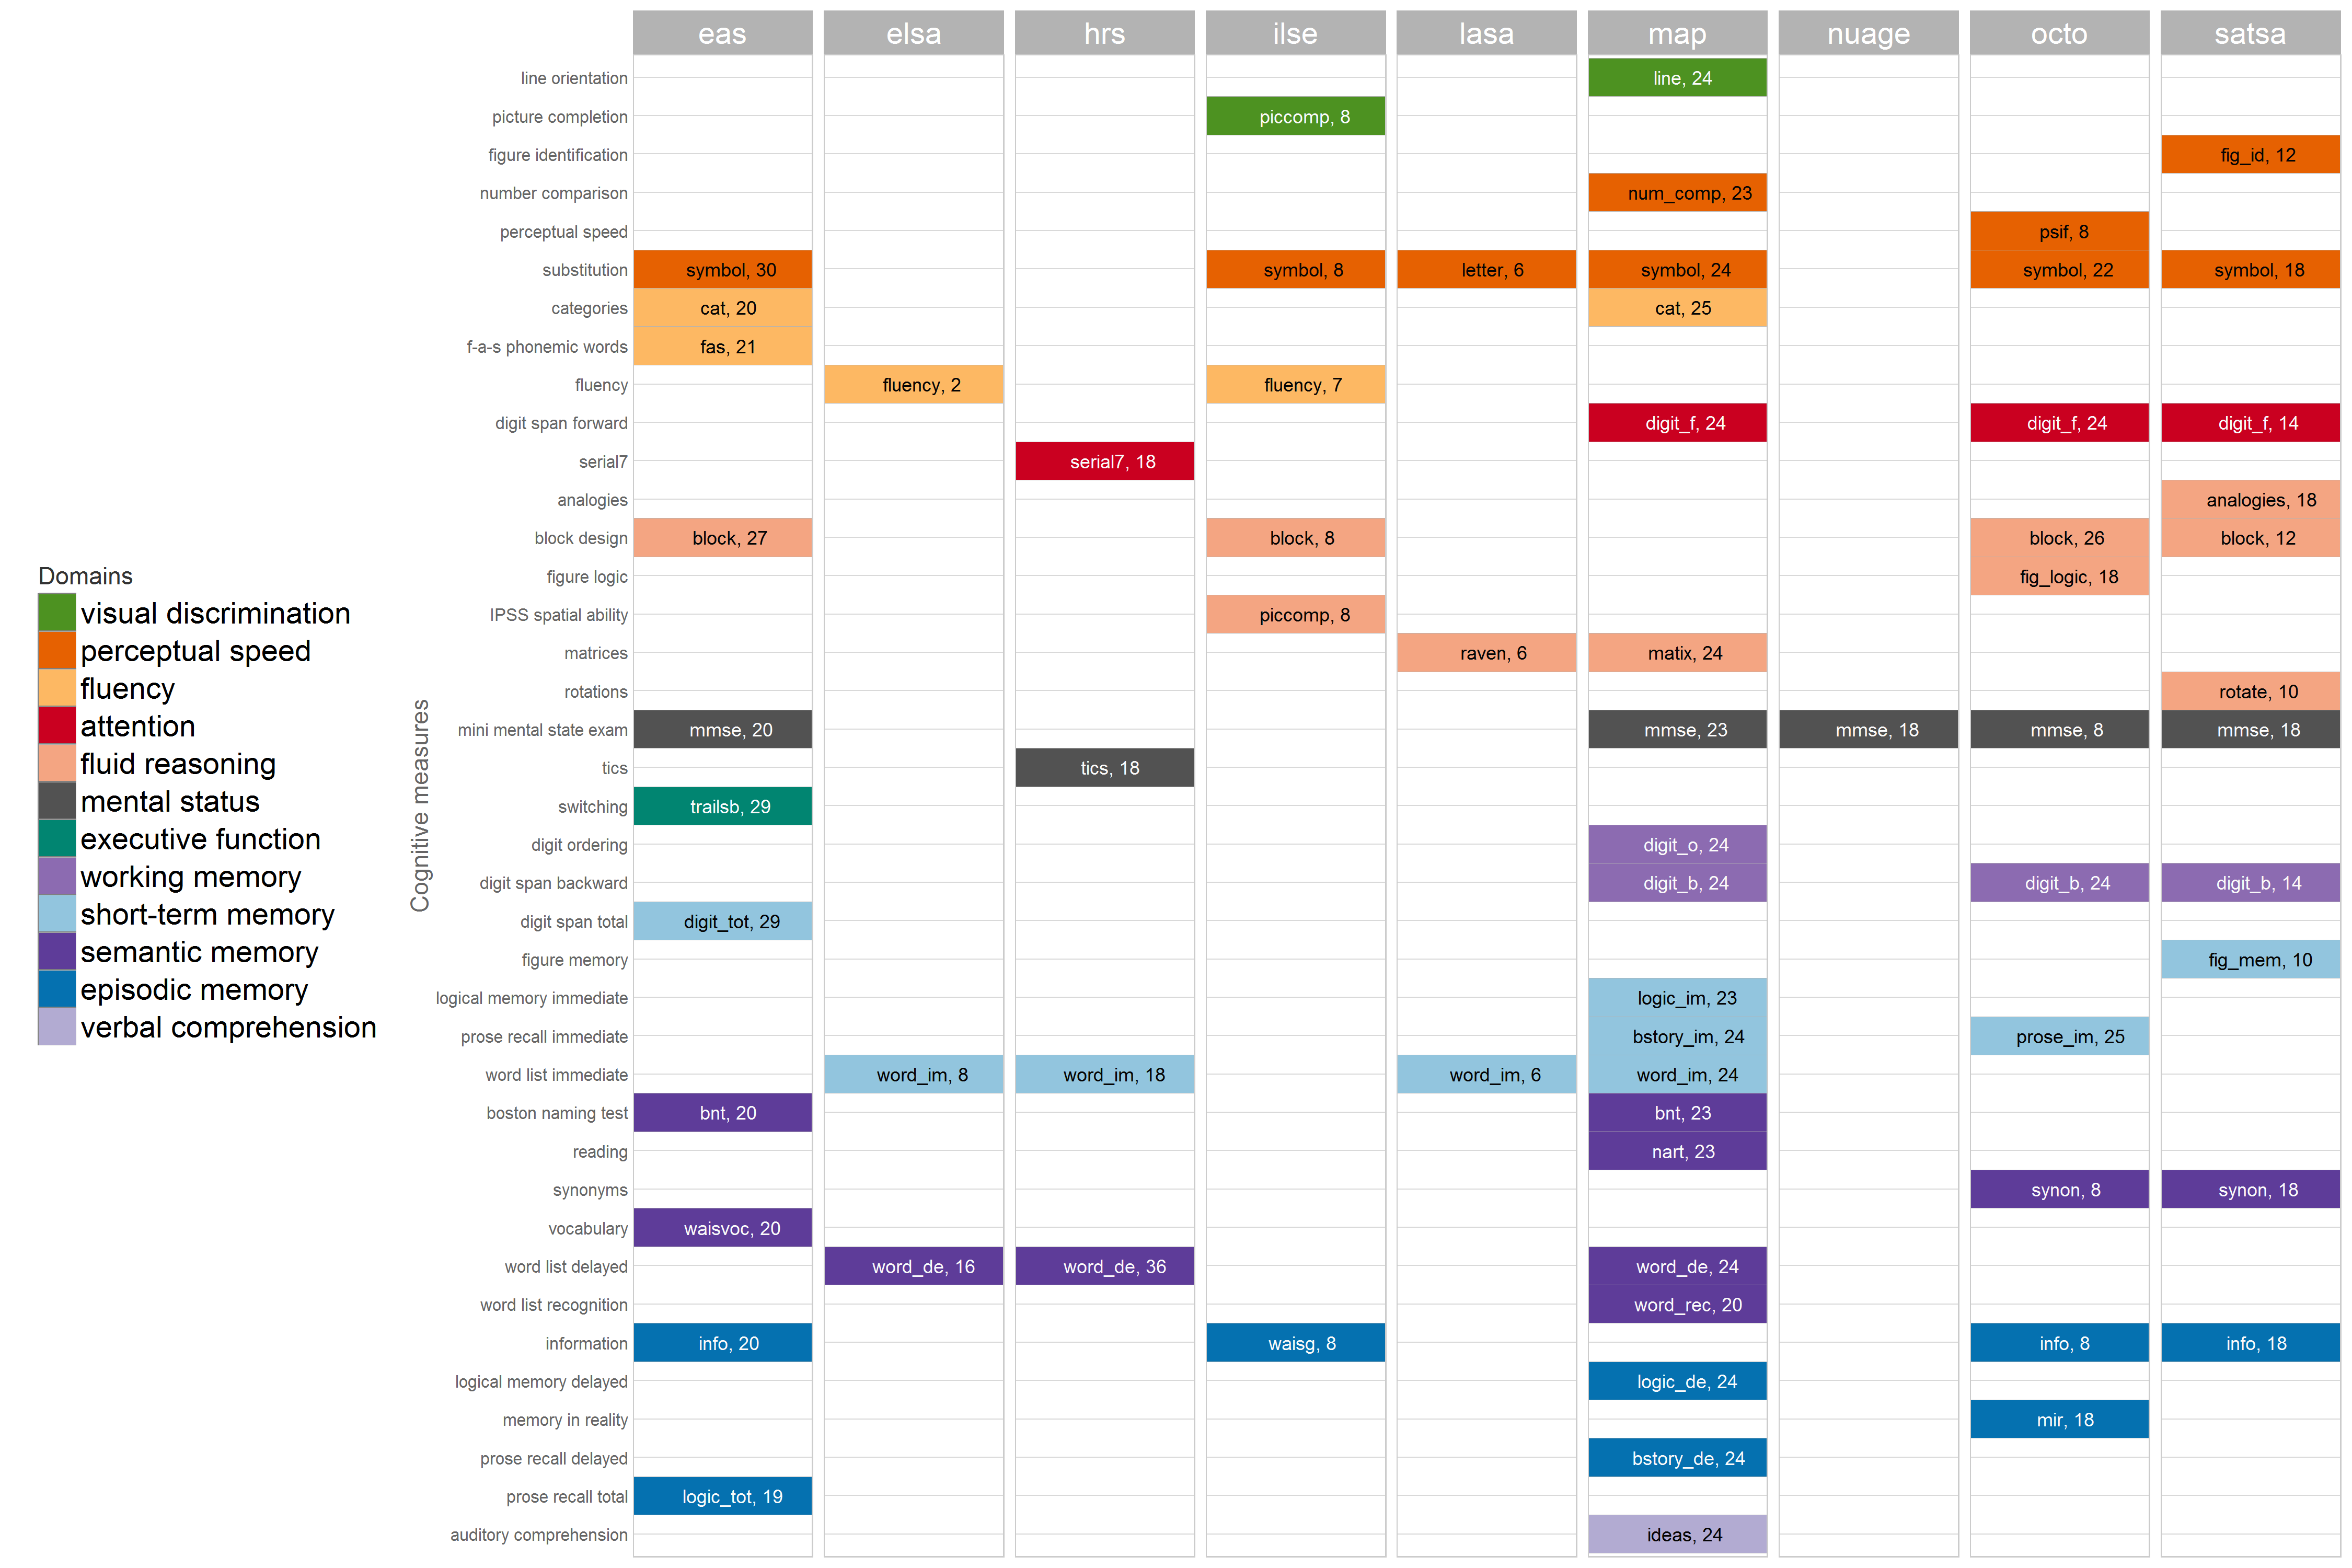 eas elsa hrs ilse lasa map nuage octo satsa
line orientation line, 24
picture completion piccomp, 8
figure identification fig_id, 12
number comparison num_comp, 23
perceptual speed psif, 8
substitution symbol, 30 symbol, 8 letter, 6 symbol, 24 symbol, 22 symbol, 18
categories cat, 20 cat, 25
f-a-s phonemic words fas, 21
fluency fluency, 2 fluency, 7
digit span forward digit_f, 24 digit_f, 24 digit_f, 14
serial7 serial7, 18
analogies analogies, 18
block design block, 27 block, 8 block, 26 block, 12
figure logic fig_logic, 18
IPSS spatial ability piccomp, 8
matrices raven, 6 matix, 24
rotations rotate, 10
mini mental state exam mmse, 20 mmse, 23 mmse, 18 mmse, 8 mmse, 18
tics tics, 18
switching trailsb, 29
digit ordering digit_o, 24
digit span backward digit_b, 24 digit_b, 24 digit_b, 14
digit span total digit_tot, 29
figure memory fig_mem, 10
logical memory immediate logic_im, 23
prose recall immediate bstory_im, 24 prose_im, 25
word list immediate word_im, 8 word_im, 18 word_im, 6 word_im, 24
boston naming test bnt, 20 bnt, 23
reading nart, 23
synonyms synon, 8 synon, 18
vocabulary waisvoc, 20
word list delayed word_de, 16 word_de, 36 word_de, 24
word list recognition word_rec, 20
information info, 20 waisg, 8 info, 8 info, 18
logical memory delayed logic_de, 24
memory in reality mir, 18
prose recall delayed bstory_de, 24
prose recall total logic_tot, 19
auditory comprehension ideas, 24
Cognitive measures
Domains
visual discrimination
perceptual speed
fluency
attention
fluid reasoning
mental status
executive function
working memory
short-term memory
semantic memory
episodic memory
verbal comprehension